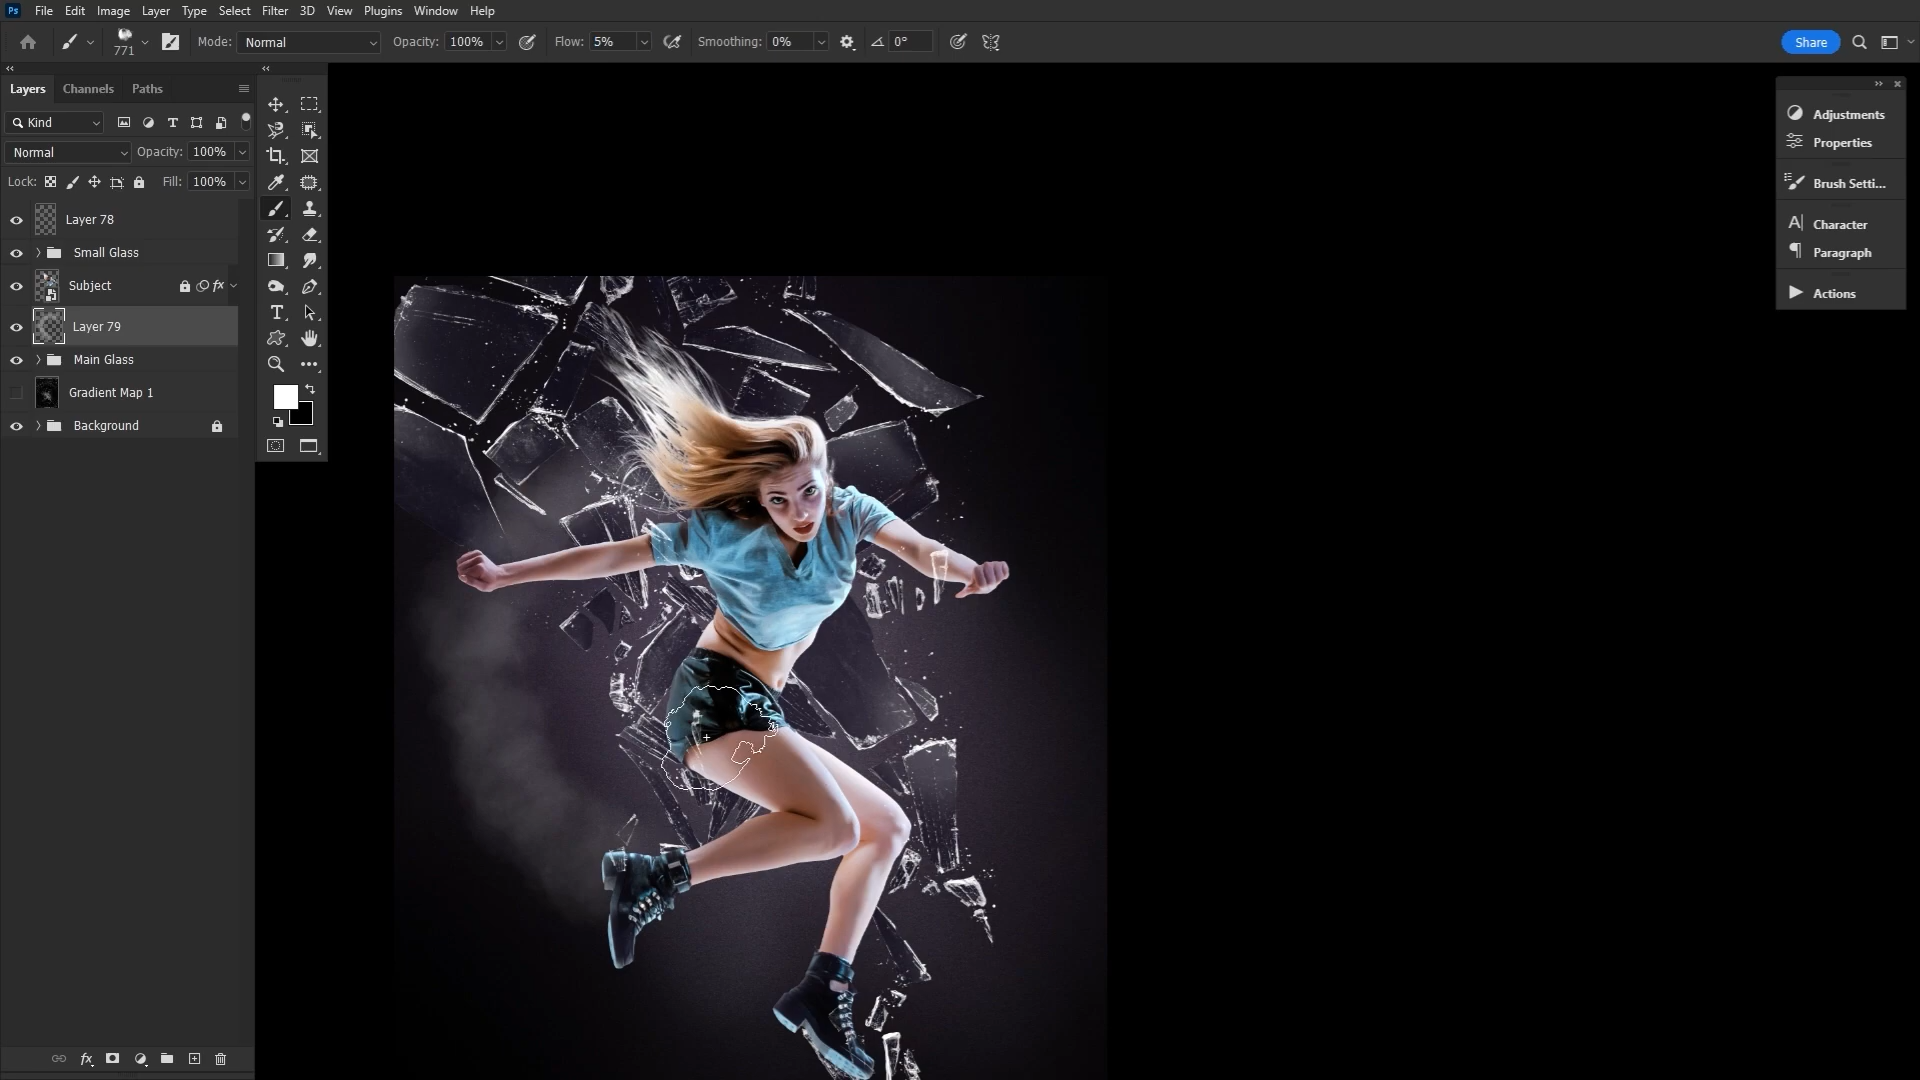 Ps File Edit Image Layer Type Select Filter 3D View Plugins Window Help
771 Mode: Normal Opacity: 100% Flow: 5% Smoothing: 0% 0° Share
Layers Channels Paths
Kind
Normal Opacity: 100%
Lock: Fill: 100%
Layer 78
Small Glass
Subject fx
Layer 79
Main Glass
Gradient Map 1
Background
fx
Adjustments
Properties
Brush Setti...
Character
Paragraph
Actions